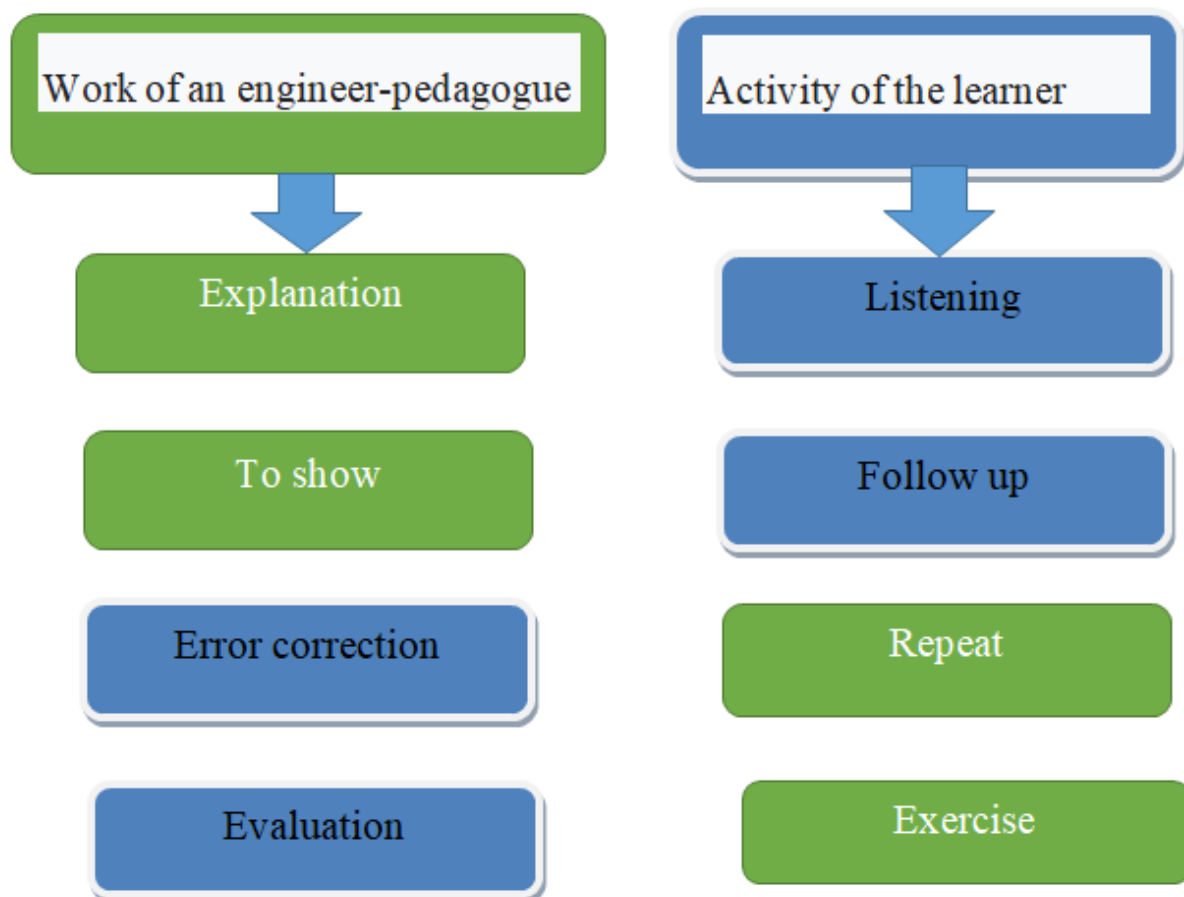 Work of an engineer-pedagogue
Activity of the learner
Explanation
Listening
To show
Follow up
Error correction
Repeat
Evaluation
Exercise